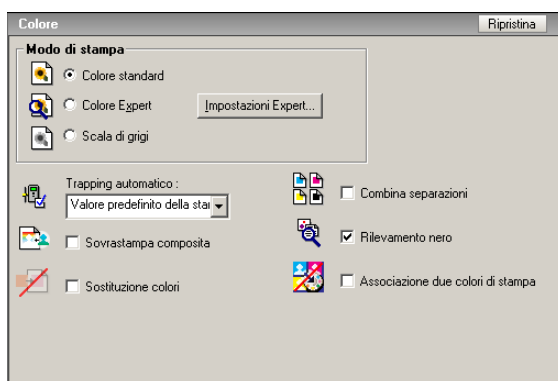 Colore
Ripristina
Modo di stampa
Colore standard
Colore Expert
Impostazioni Expert...
Scala di grigi
Trapping automatico :
Valore predefinito della
Combina separazioni
Sovrastampa composita
Rilevamento nero
Sostituzione colori
Associazione due colori di stampa